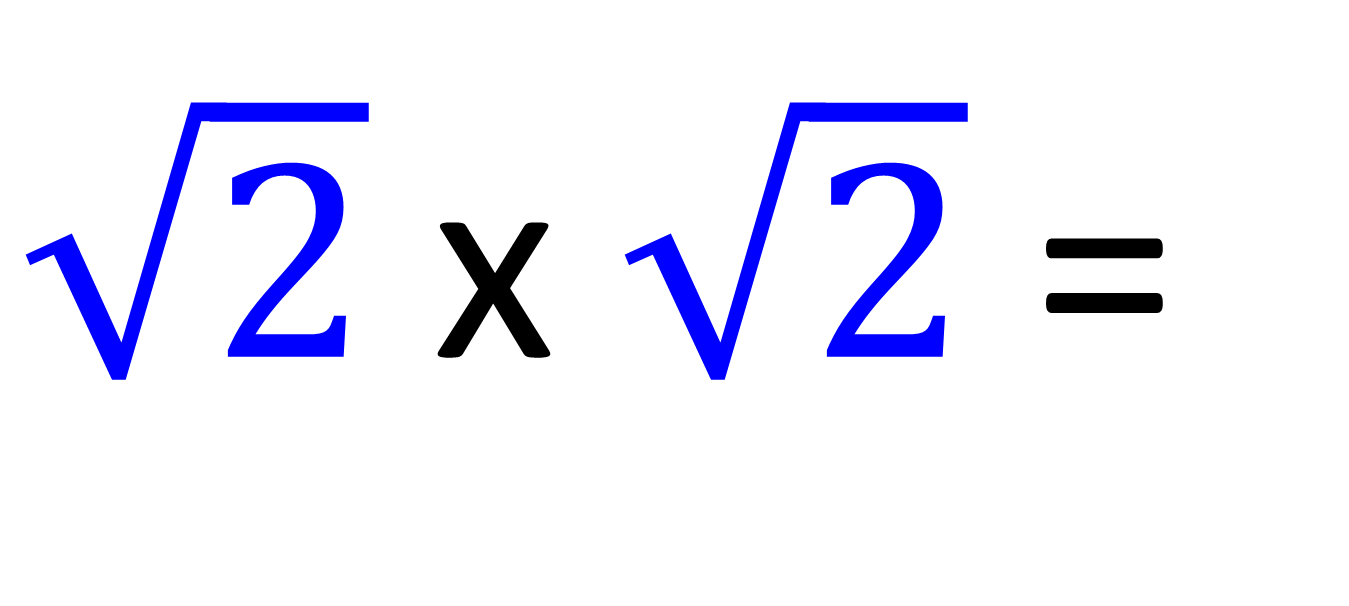 √2 x √2 =